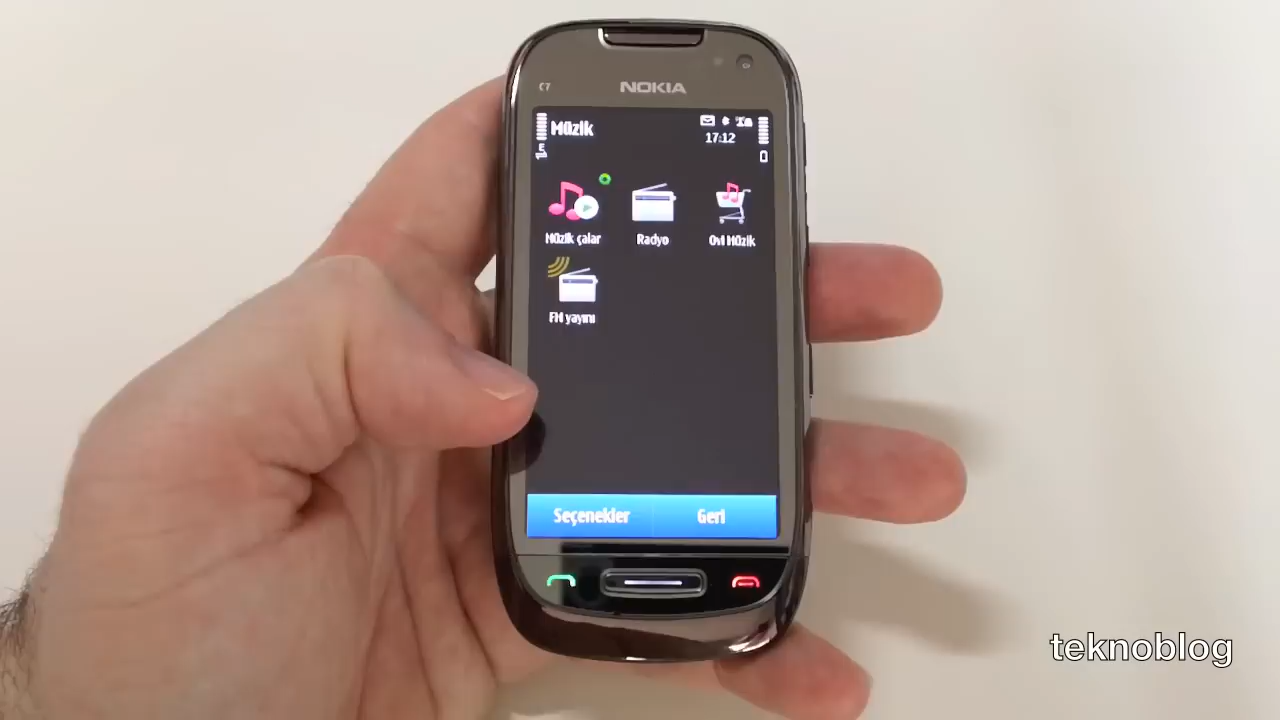 C7
NOKIA
Müzik
17:12
E
Müzik çalar
Radyo
Ovi Müzik
FM yayını
Seçenekler
Geri
teknoblog